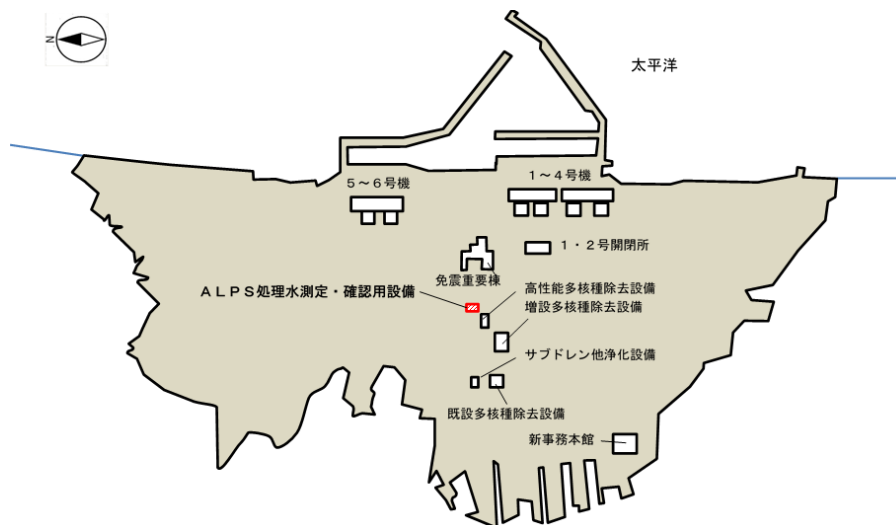 N
太平洋
5～6号機
1～4号機
1・2号開閉所
免震重要棟
高性能多核種除去設備
ALPS処理水測定・確認用設備
増設多核種除去設備
サブドレン他浄化設備
既設多核種除去設備
新事務本館